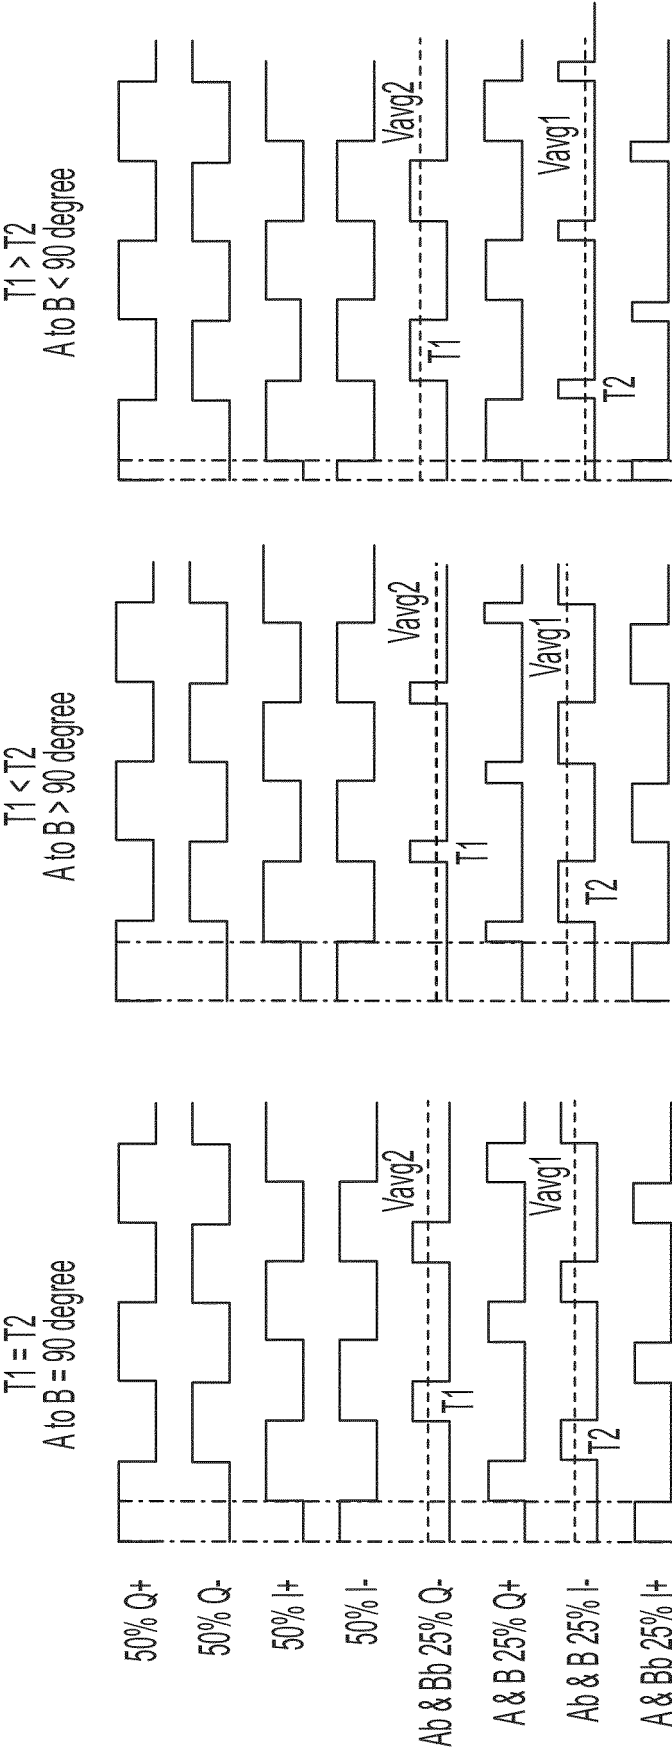 T1 = T2
A to B = 90 degree
T1 < T2
A to B > 90 degree
T1 > T2
A to B < 90 degree
50% Q+
50% Q-
50% I+
50% I-
Ab & Bb 25% Q-
T1
Vavg2
T1
Vavg2
T1
Vavg2
A & B 25% Q+
Ab & B 25% I-
T2
Vavg1
T2
Vavg1
T2
Vavg1
A & Bb 25% I+